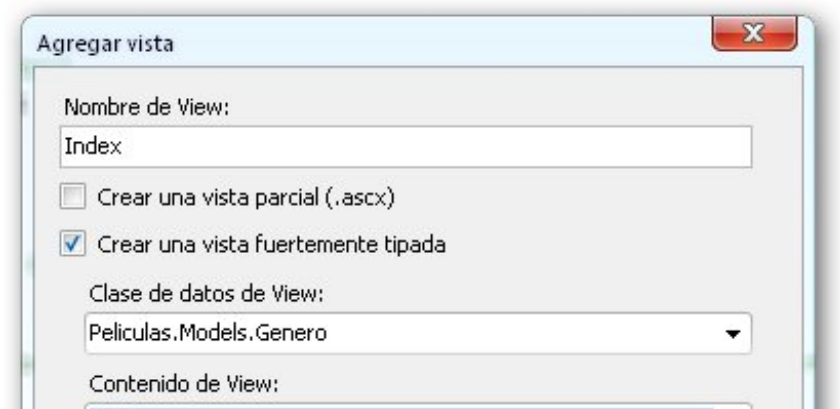 Agregar vista
Nombre de View:
Index
Crear una vista parcial (.ascx)
Crear una vista fuertemente tipada
Clase de datos de View:
Peliculas.Models.Genero
Contenido de View: